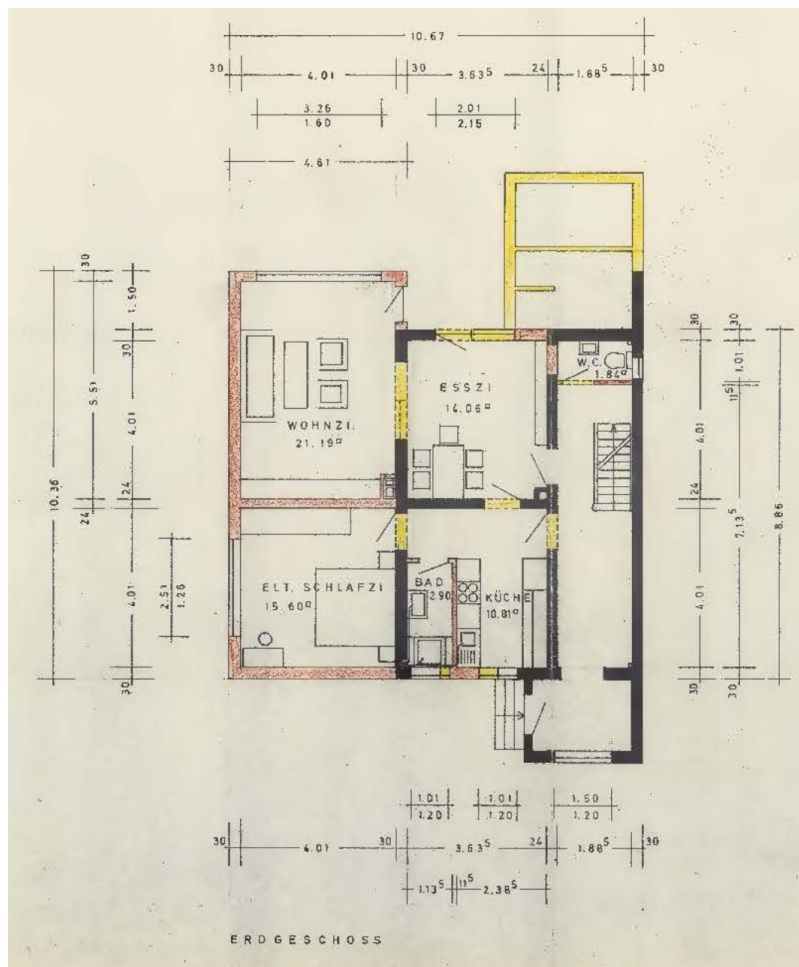 10.67
30 4.01 30 3.63⁵ 24 1.88⁵ 30
3.26 2.01
1.60 2.15
4.61
30
1.50
5.51
30
4.01
10.36
24
24
4.01
2.51
1.26
30
W.C.
1.84▫
ESSZI
14.06▫
WOHNZI.
21.19▫
ELT. SCHLAFZI
15.60▫
BAD
2.90
KÜCHE
10.81▫
30
30
1.01
11⁵
4.01
24
7.13⁵
8.86
4.01
30
30
1.01 1.01 1.50
1.20 1.20 1.20
30 4.01 30 3.63⁵ 24 1.88⁵ 30
1.13⁵ 11⁵ 2.38⁵
ERDGESCHOSS